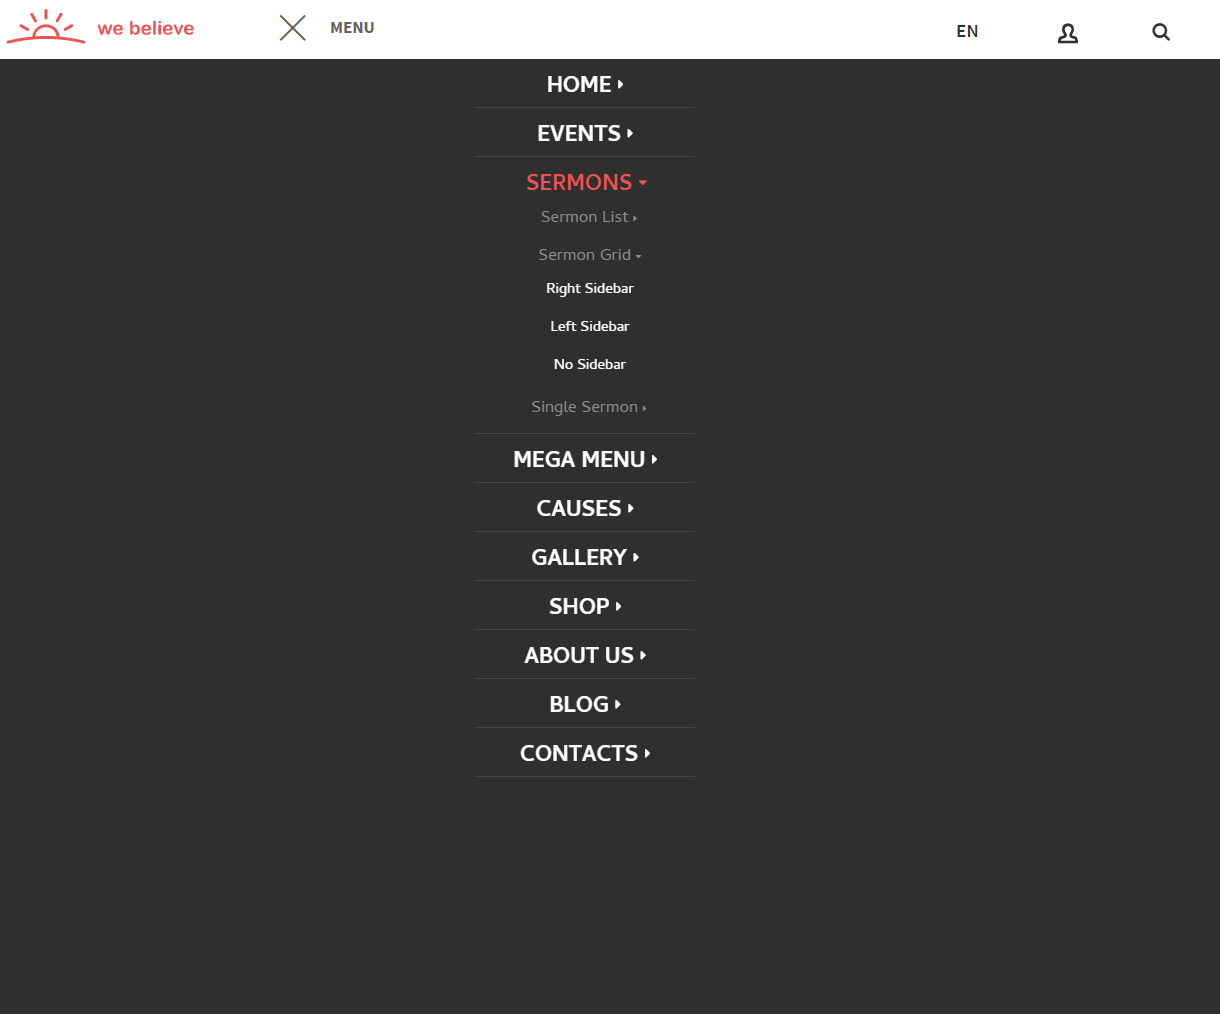 we believe
MENU
EN
HOME
EVENTS
SERMONS
Sermon List
Sermon Grid
Right Sidebar
Left Sidebar
No Sidebar
Single Sermon
MEGA MENU
CAUSES
GALLERY
SHOP
ABOUT US
BLOG
CONTACTS